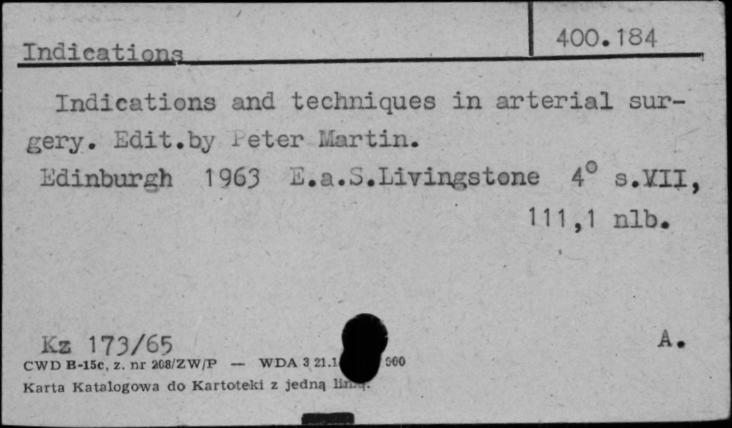 400.184
Indications
Indications and techniques in arterial sur-
gery. Edit.by Peter Martin.
Edinburgh 1963 E.a.S.Livingstone 4° s.VII,
111,1 nlb.
Kz 173/65 A.
CWD B-15c, z. nr 208/ZW/P — WDA 3 21.1 900
Karta Katalogowa do Kartoteki z jedną